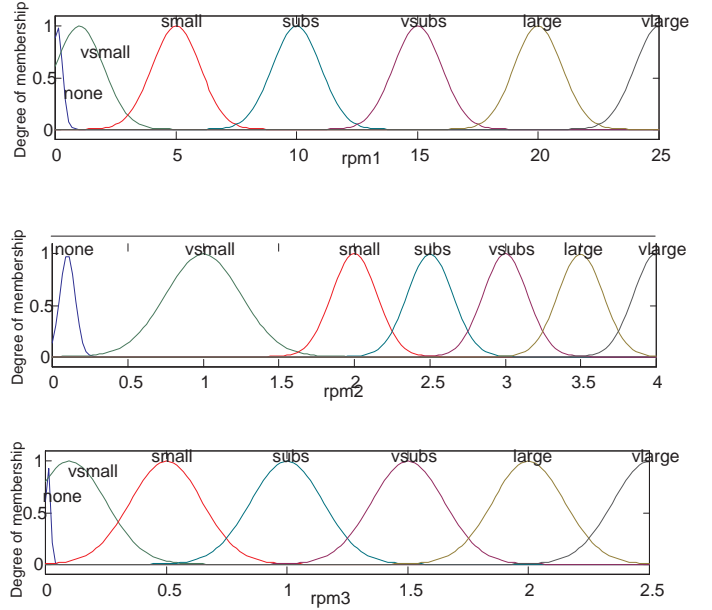 Degree of membership
1
0.5
0
none
vsmall
small
subs
vsubs
large
vlarge
0
5
10
15
20
25
rpm1
Degree of membership
1
0.5
0
none
vsmall
small
subs
vsubs
large
vlarge
0
0.5
1
1.5
2
2.5
3
3.5
4
rpm2
Degree of membership
1
0.5
0
none
vsmall
small
subs
vsubs
large
vlarge
0
0.5
1
1.5
2
2.5
rpm3